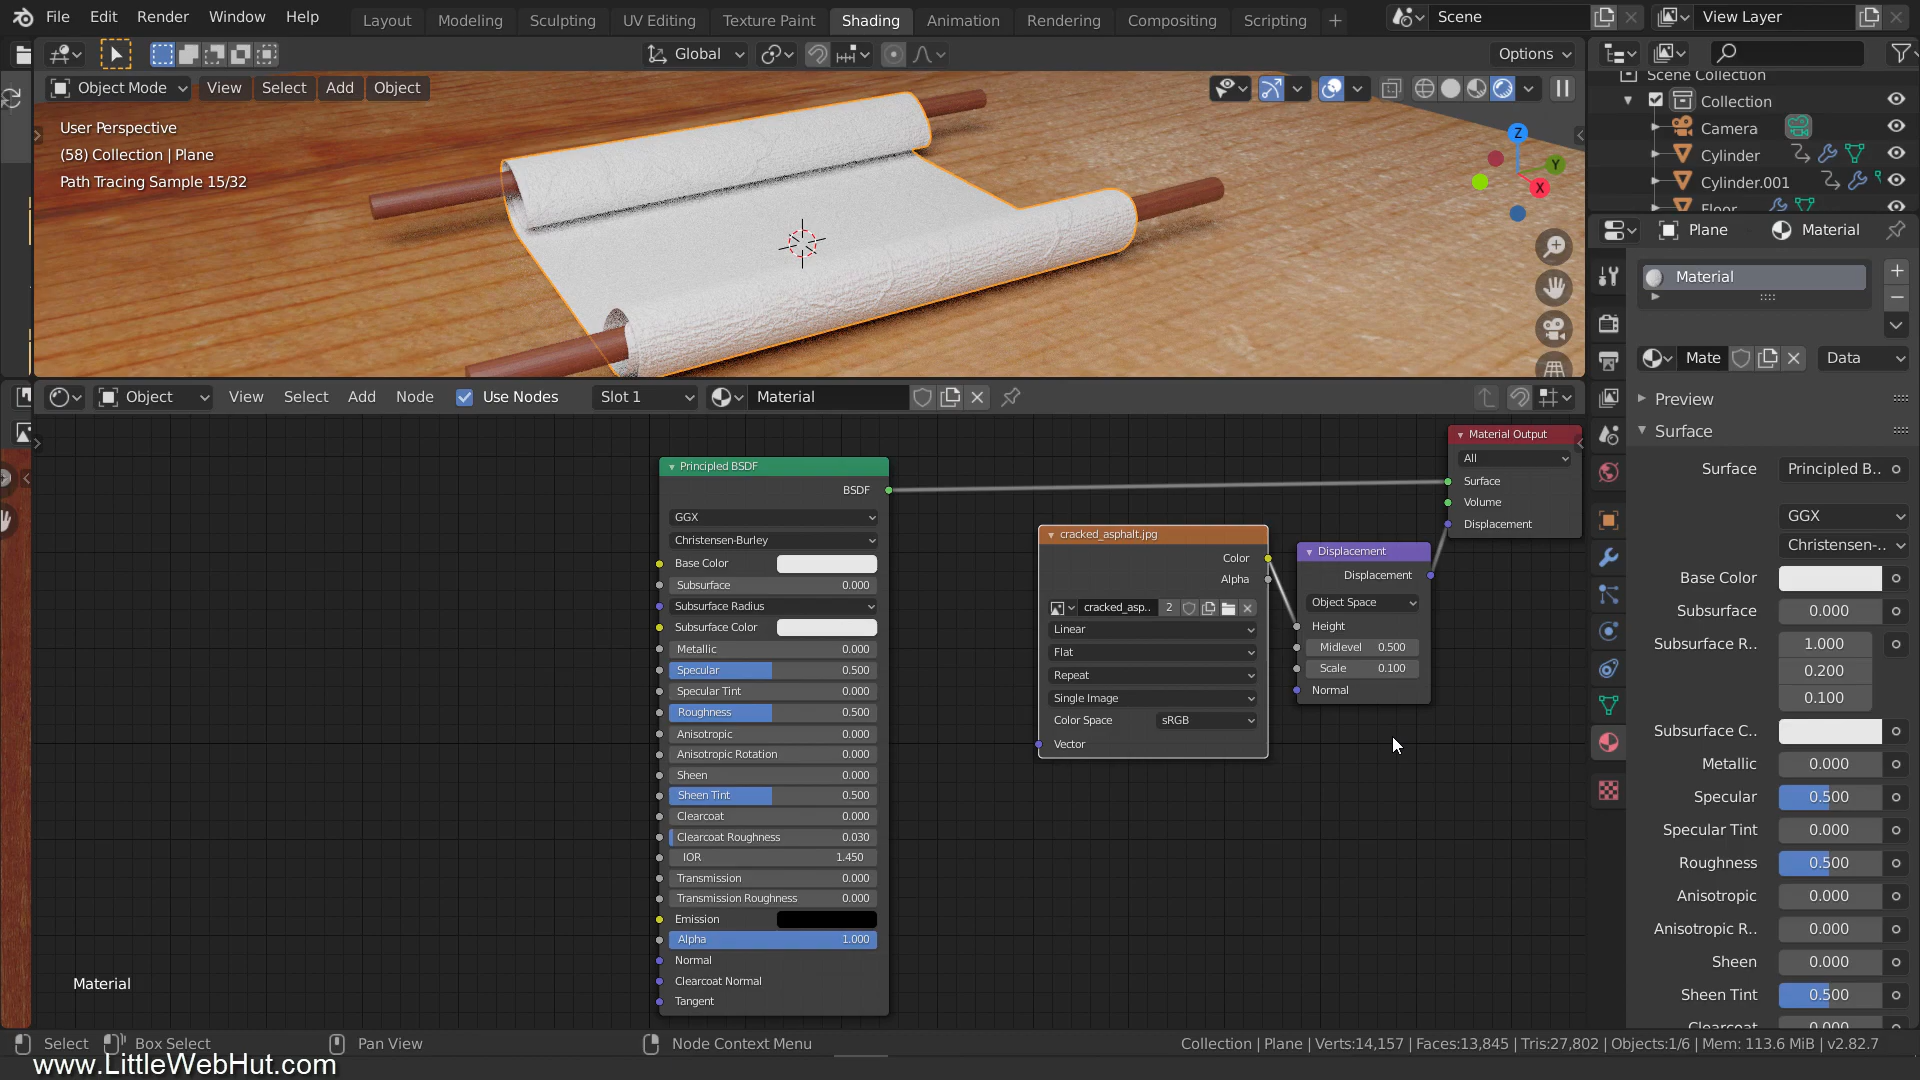 File Edit Render Window Help Layout Modeling Sculpting UV Editing Texture Paint Shading Animation Rendering Compositing Scripting + Scene View Layer
Global Options
Object Mode View Select Add Object
User Perspective
(58) Collection | Plane
Path Tracing Sample 15/32
Z
Y
X
Scene Collection
Collection
Camera
Cylinder
Cylinder.001
Floor
Plane Material
Material
Mate Data
Preview
Surface
Surface Principled B..
GGX
Christensen-..
Base Color
Subsurface 0.000
Subsurface R.. 1.000
0.200
0.100
Subsurface C..
Metallic 0.000
Specular 0.500
Specular Tint 0.000
Roughness 0.500
Anisotropic 0.000
Anisotropic R.. 0.000
Sheen 0.000
Sheen Tint 0.500
Clearcoat 0.000
Object View Select Add Node Use Nodes Slot 1 Material
Principled BSDF
BSDF
GGX
Christensen-Burley
Base Color
Subsurface 0.000
Subsurface Radius
Subsurface Color
Metallic 0.000
Specular 0.500
Specular Tint 0.000
Roughness 0.500
Anisotropic 0.000
Anisotropic Rotation 0.000
Sheen 0.000
Sheen Tint 0.500
Clearcoat 0.000
Clearcoat Roughness 0.030
IOR 1.450
Transmission 0.000
Transmission Roughness 0.000
Emission
Alpha 1.000
Normal
Clearcoat Normal
Tangent
cracked_asphalt.jpg
Color
Alpha
cracked_asp.. 2
Linear
Flat
Repeat
Single Image
Color Space sRGB
Vector
Displacement
Displacement
Object Space
Height
Midlevel 0.500
Scale 0.100
Normal
Material Output
All
Surface
Volume
Displacement
Material
Select Box Select Pan View Node Context Menu Collection | Plane | Verts:14,157 | Faces:13,845 | Tris:27,802 | Objects:1/6 | Mem: 113.6 MiB | v2.82.7
www.LittleWebHut.com